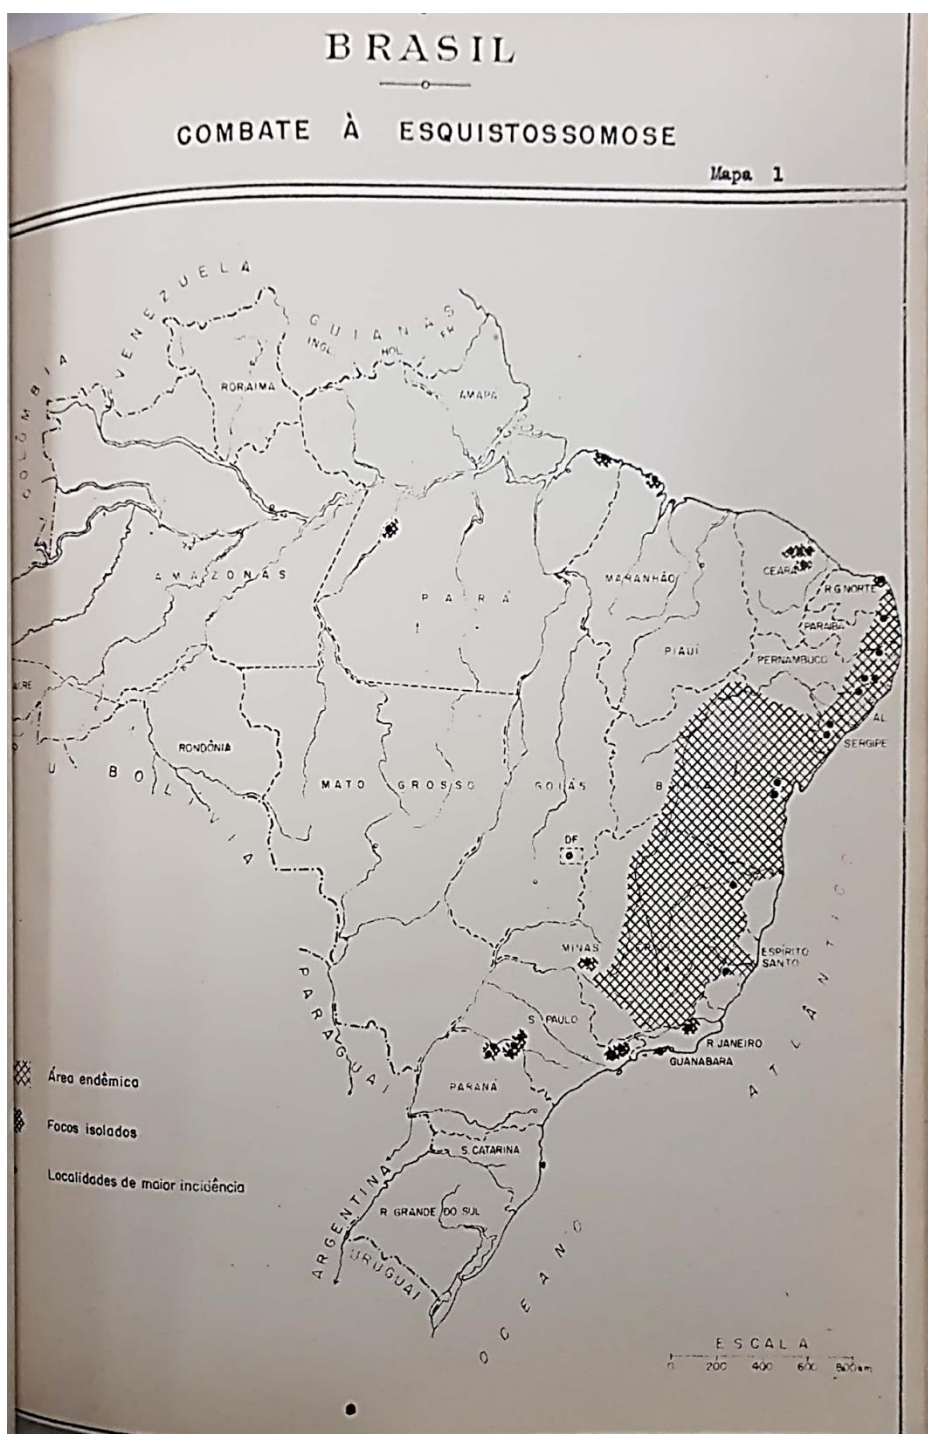 BRASIL
COMBATE À ESQUISTOSSOMOSE
Mapa 1
VENEZUELA
GUIANAS
INGL.
HOL.
FR.
COLÔMBIA
RORAIMA
AMAPÁ
AMAZONAS
PARÁ
MARANHÃO
CEARÁ
R.G.NORTE
PARAÍBA
PIAUÍ
PERNAMBUCO
ACRE
AL.
SERGIPE
RONDÔNIA
BOLIVIA
MATO GROSSO
GOIÁS
DF
MINAS
ESPÍRITO
SANTO
S. PAULO
R. JANEIRO
GUANABARA
PARAGUAI
PARANÁ
S. CATARINA
ARGENTINA
R. GRANDE DO SUL
URUGUAI
OCEANO
ATLÂNTICO
Área endêmica
Focos isolados
Localidades de maior incidência
ESCALA
0 200 400 600 800km